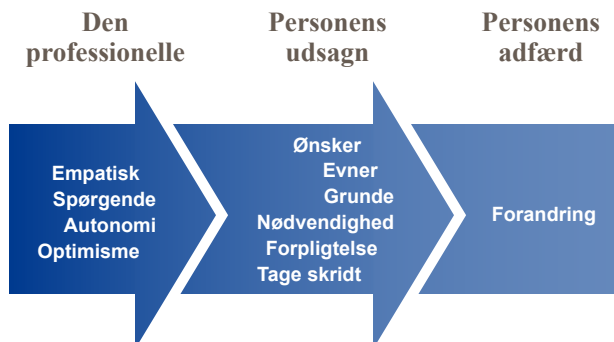 Den
professionelle
Personens
udsagn
Personens
adfærd
Empatisk
Spørgende
Autonomi
Optimisme
Ønsker
Evner
Grunde
Nødvendighed
Forpligtelse
Tage skridt
Forandring